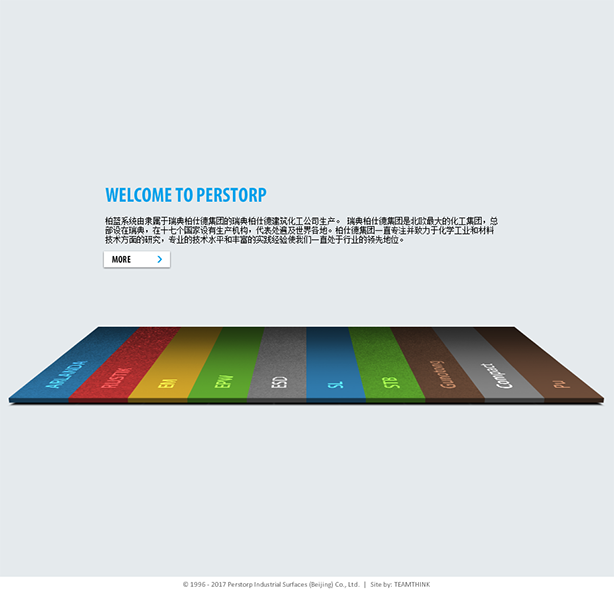 WELCOME TO PERSTORP
柏蓝系统由隶属于瑞典柏仕德集团的瑞典柏仕德建筑化工公司生产。 瑞典柏仕德集团是北欧最大的化工集团，总
部设在瑞典，在十七个国家设有生产机构，代表处遍及世界各地。柏仕德集团一直专注并致力于化学工业和材料
技术方面的研究，专业的技术水平和丰富的实践经验使我们一直处于行业的领先地位。
MORE
ARLANDA RUSTIK BM EPW ESD SL STB Gunzburg Compact PU
© 1996 - 2017 Perstorp Industrial Surfaces (Beijing) Co., Ltd. | Site by: TEAMTHINK